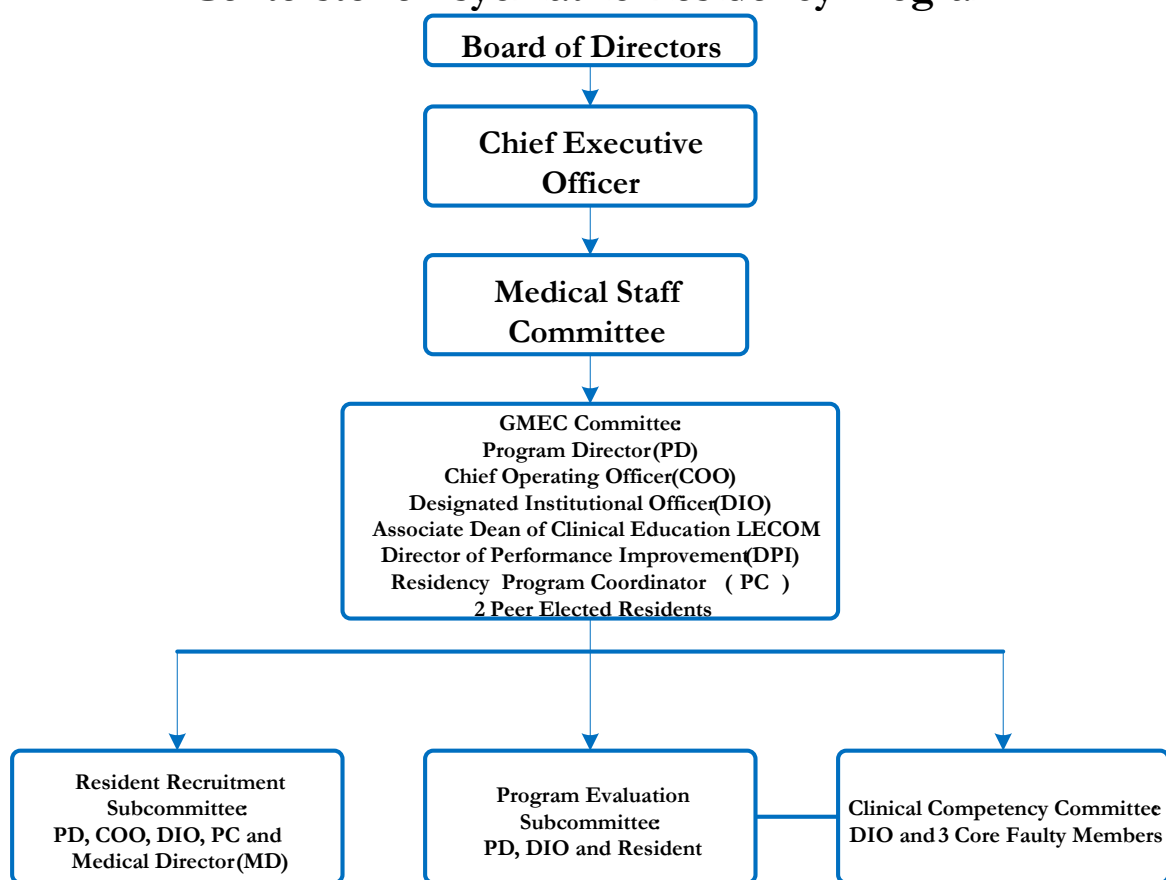 Board of Directors
Chief Executive
Officer
Medical Staff
Committee
GMEC Committee:
Program Director(PD)
Chief Operating Officer(COO)
Designated Institutional Officer(DIO)
Associate Dean of Clinical Education LECOM
Director of Performance Improvement(DPI)
Residency Program Coordinator ( PC )
2 Peer Elected Residents
Resident Recruitment
Subcommittee:
PD, COO, DIO, PC and
Medical Director(MD)
Program Evaluation
Subcommittee:
PD, DIO and Resident
Clinical Competency Committee:
DIO and 3 Core Faulty Members